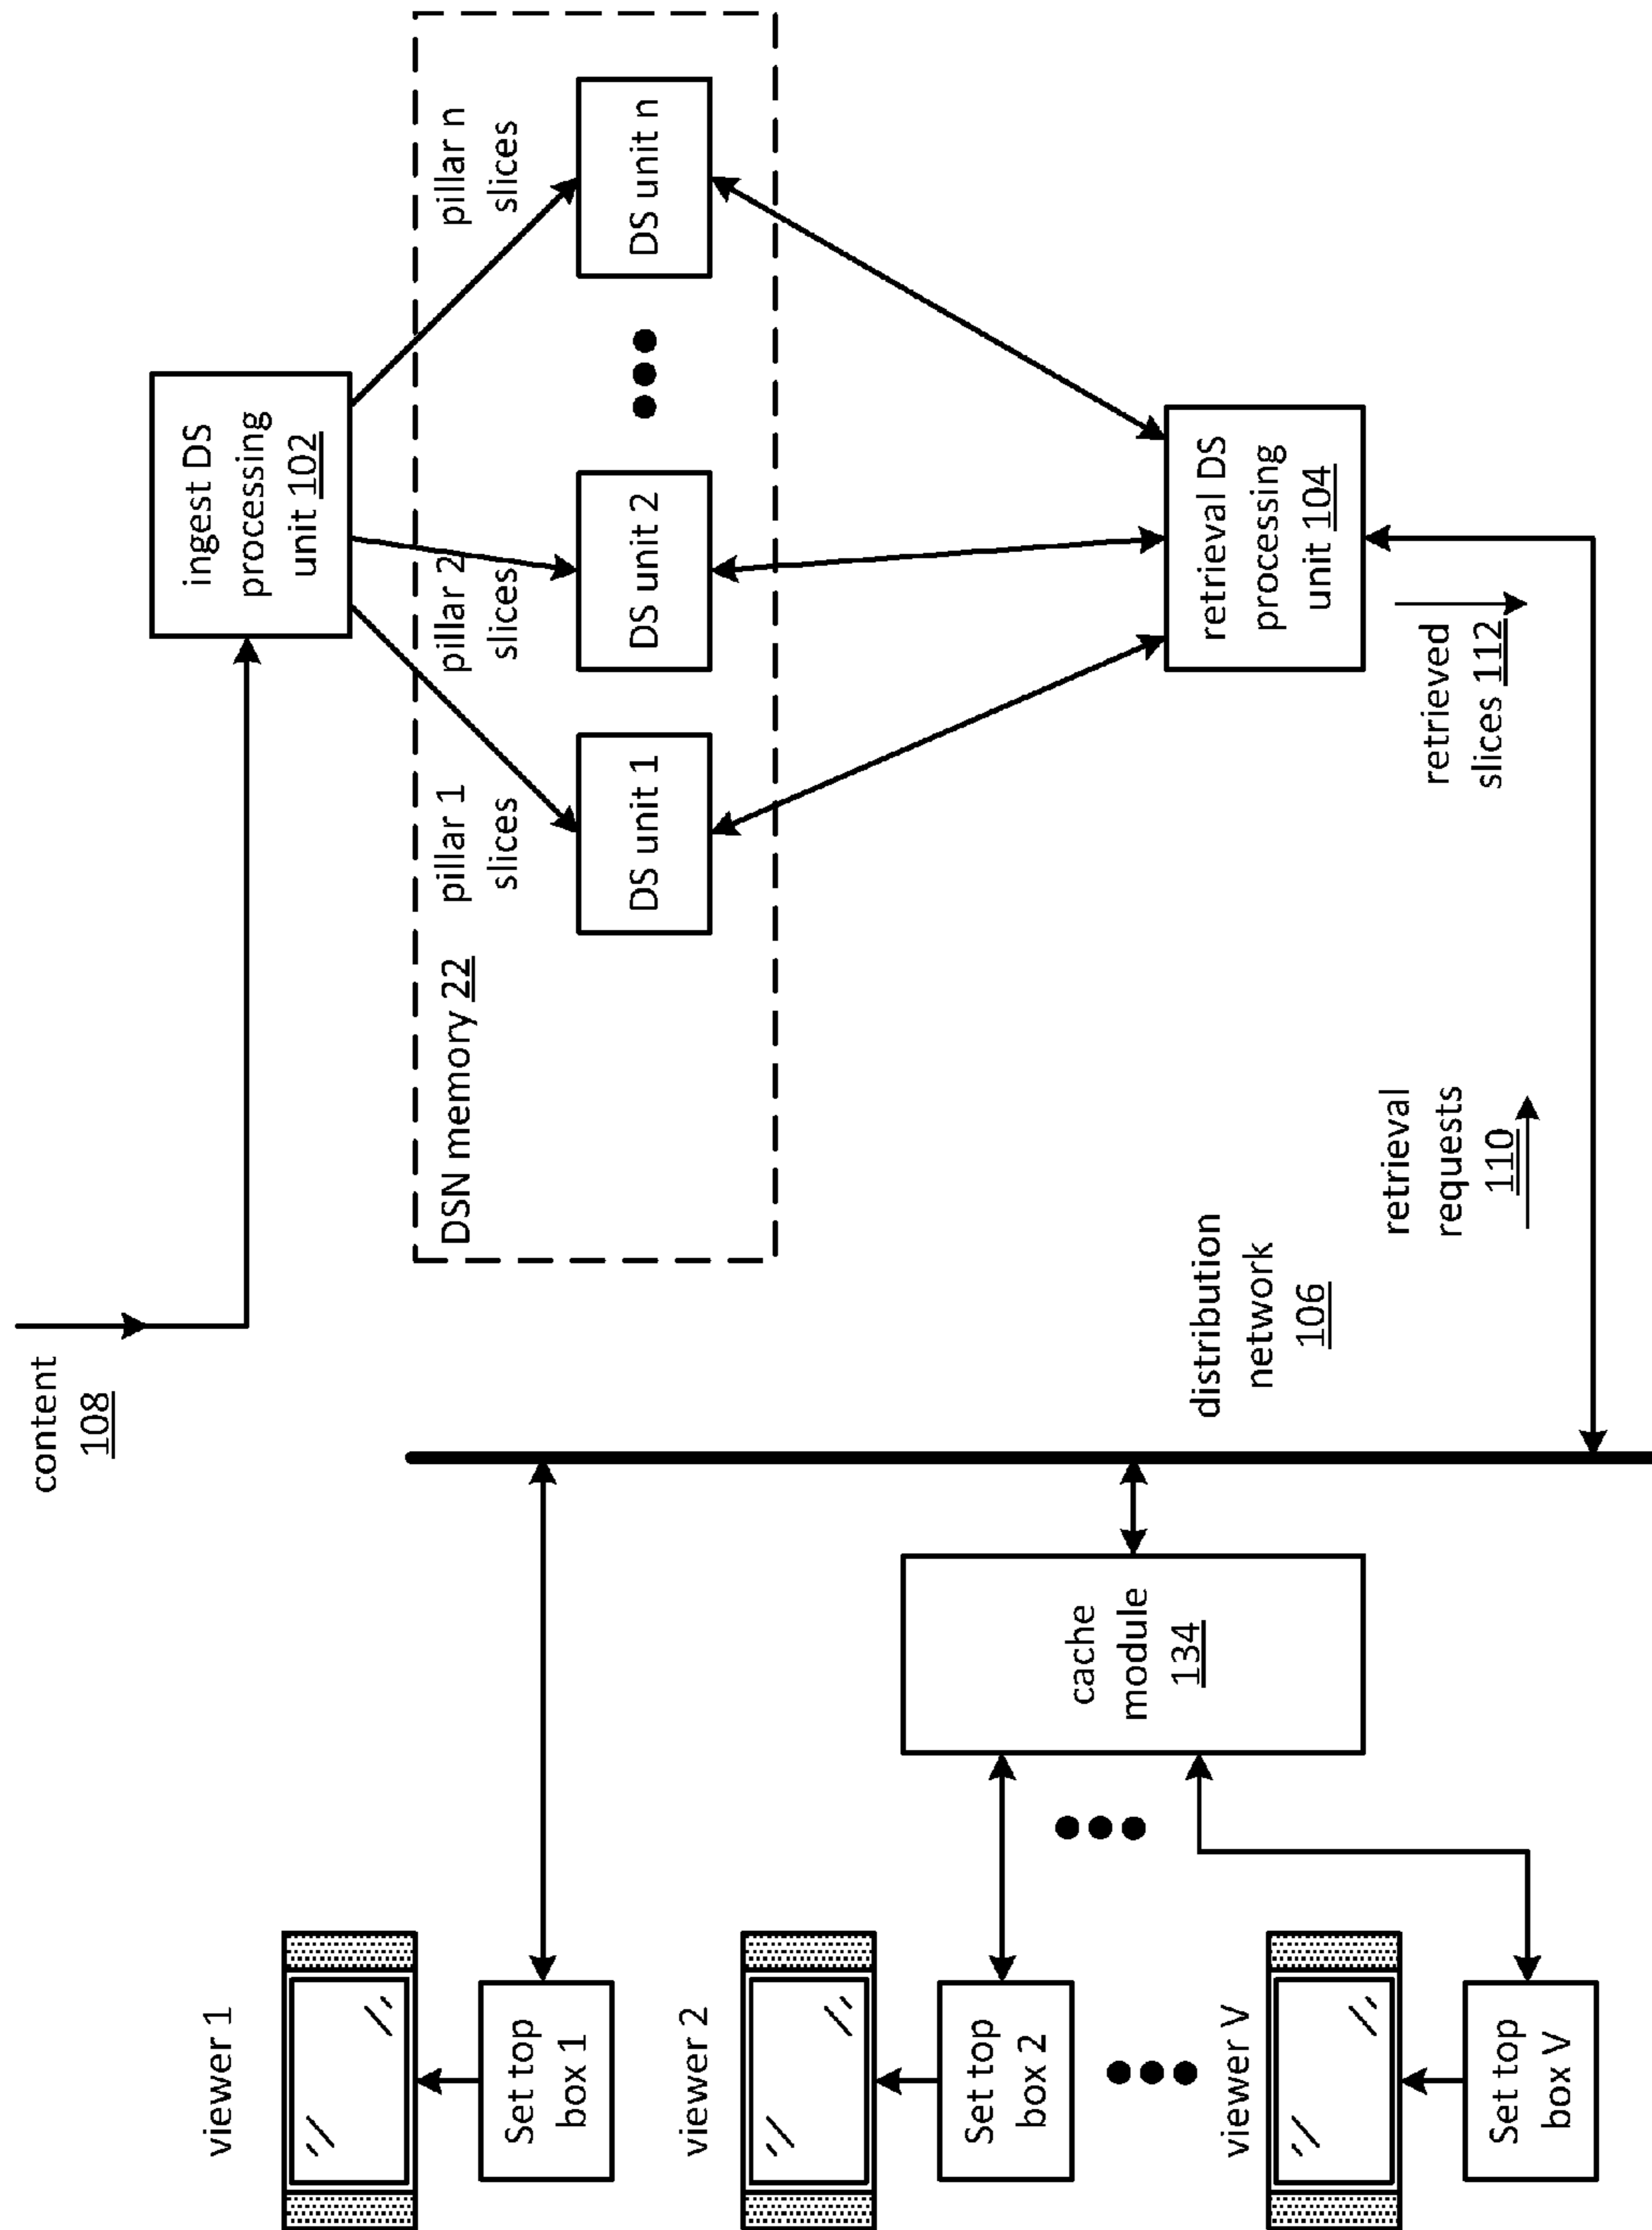 content
108
ingest DS
processing
unit 102
DSN memory 22
pillar 1
slices
pillar 2
slices
pillar n
slices
DS unit 1
DS unit 2
DS unit n
retrieval DS
processing
unit 104
retrieved
slices 112
retrieval
requests
110
distribution
network
106
cache
module
134
viewer 1
Set top
box 1
viewer 2
Set top
box 2
viewer V
Set top
box V